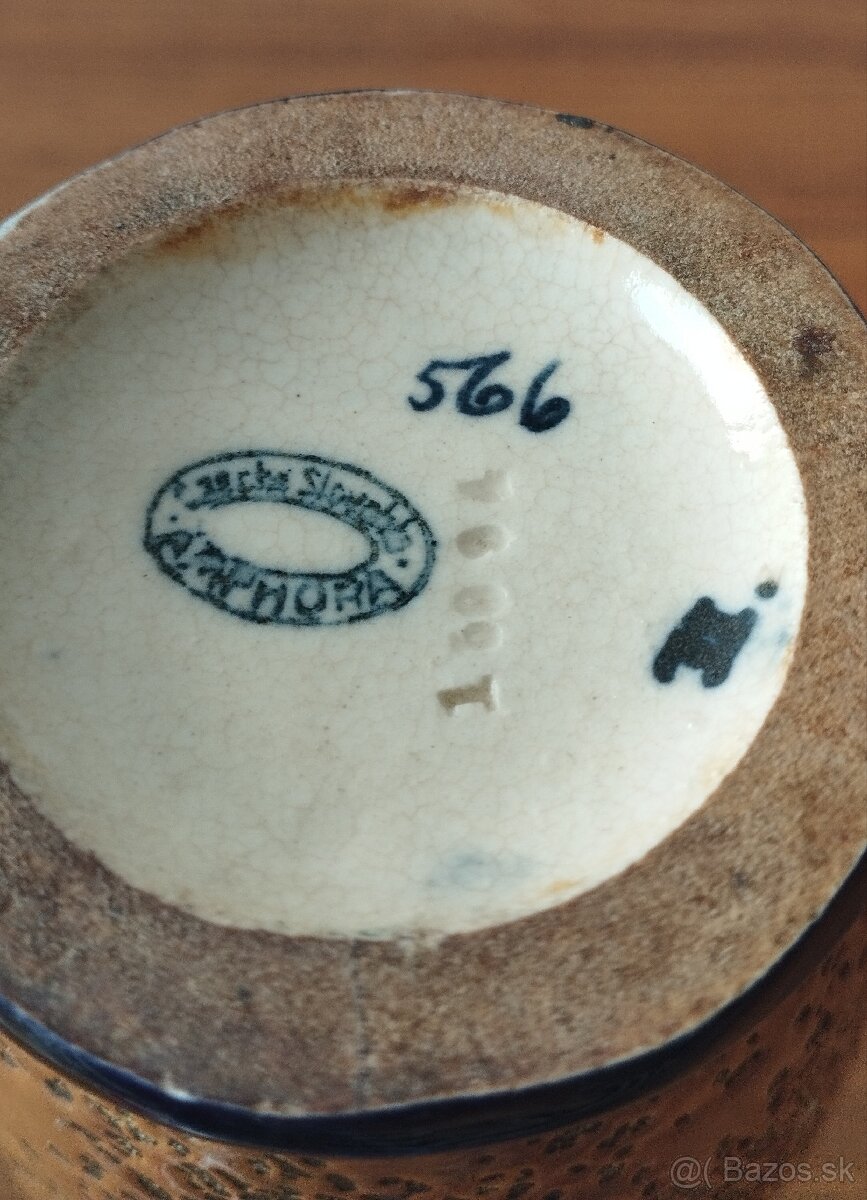 566
Czecho Slovakia
AMPHORA
@( Bazos.sk